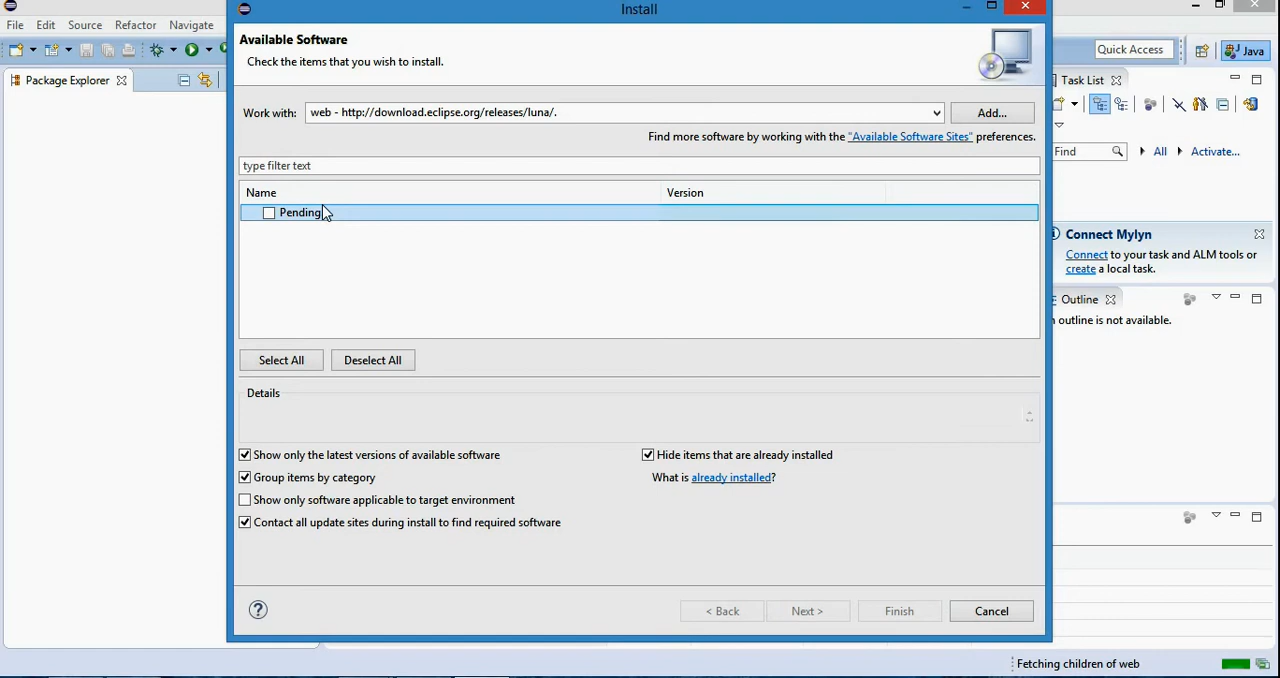 Install
File Edit Source Refactor Navigate
Available Software
Check the items that you wish to install.
Quick Access
Java
Package Explorer
Task List
Work with: web - http://download.eclipse.org/releases/luna/. Add...
Find more software by working with the "Available Software Sites" preferences.
Find All Activate...
type filter text
Name Version
Pending
Connect Mylyn
Connect to your task and ALM tools or
create a local task.
Outline
outline is not available.
Select All Deselect All
Details
Show only the latest versions of available software
Hide items that are already installed
Group items by category
What is already installed?
Show only software applicable to target environment
Contact all update sites during install to find required software
< Back Next > Finish Cancel
Fetching children of web